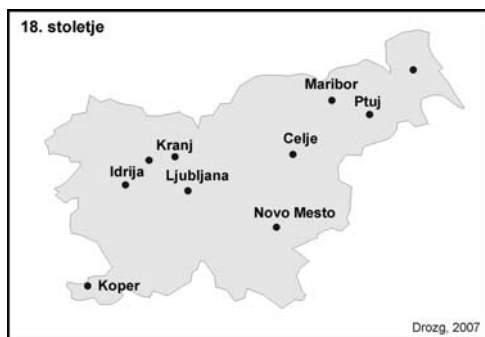 18. stoletje
Maribor
Ptuj
Kranj
Celje
Idrija
Ljubljana
Novo Mesto
Koper
Drozg, 2007